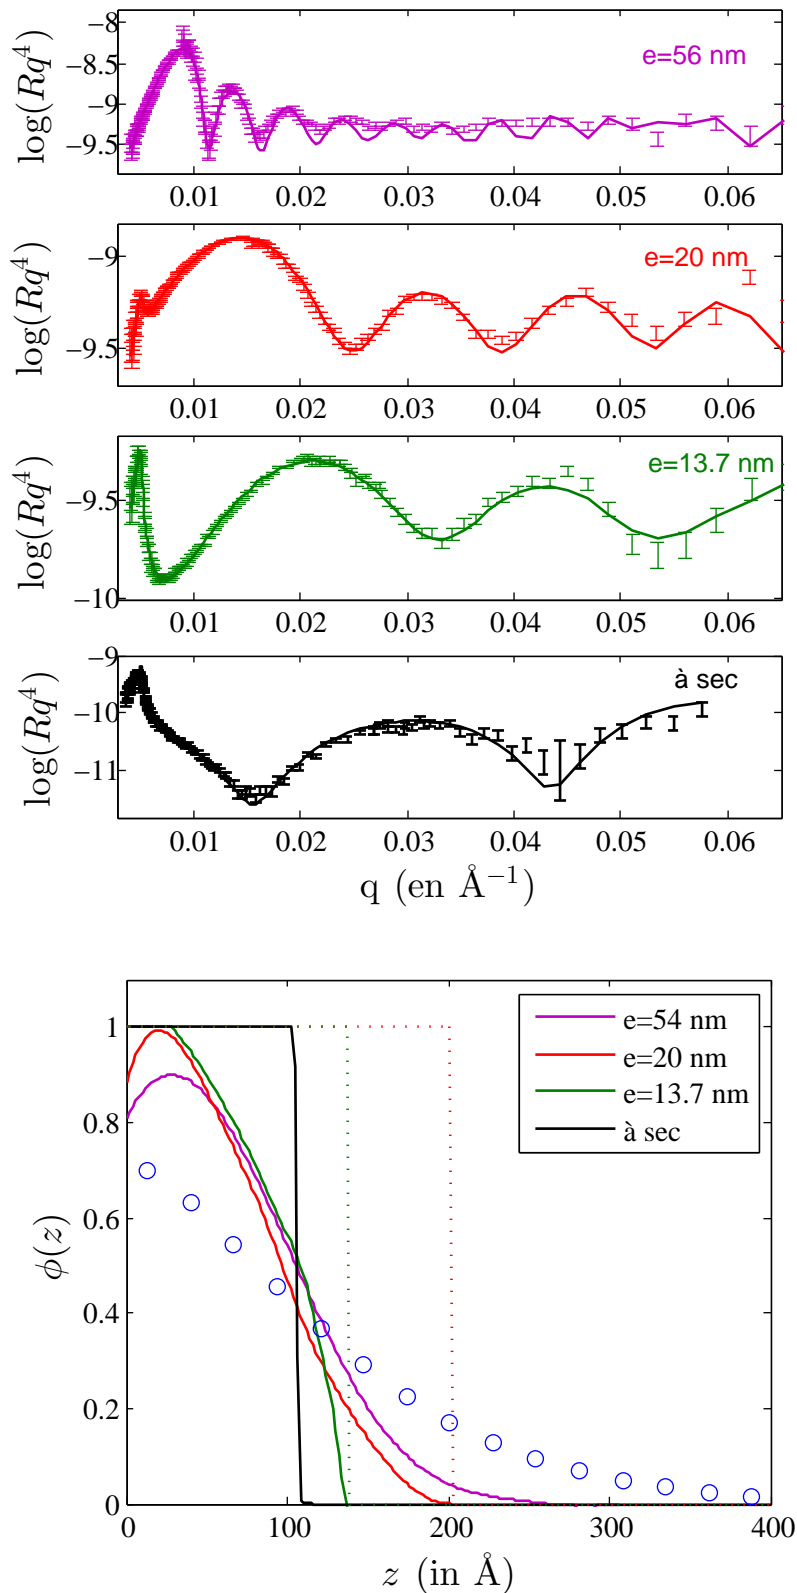 −8
−8.5
−9
−9.5
log(Rq⁴)
e=56 nm
0.01 0.02 0.03 0.04 0.05 0.06
−9
−9.5
log(Rq⁴)
e=20 nm
0.01 0.02 0.03 0.04 0.05 0.06
−9.5
−10
log(Rq⁴)
e=13.7 nm
0.01 0.02 0.03 0.04 0.05 0.06
−9
−10
−11
log(Rq⁴)
à sec
0.01 0.02 0.03 0.04 0.05 0.06
q (en Å⁻¹)
1
0.8
0.6
0.4
0.2
0
ϕ(z)
e=54 nm
e=20 nm
e=13.7 nm
à sec
0 100 200 300 400
z (in Å)